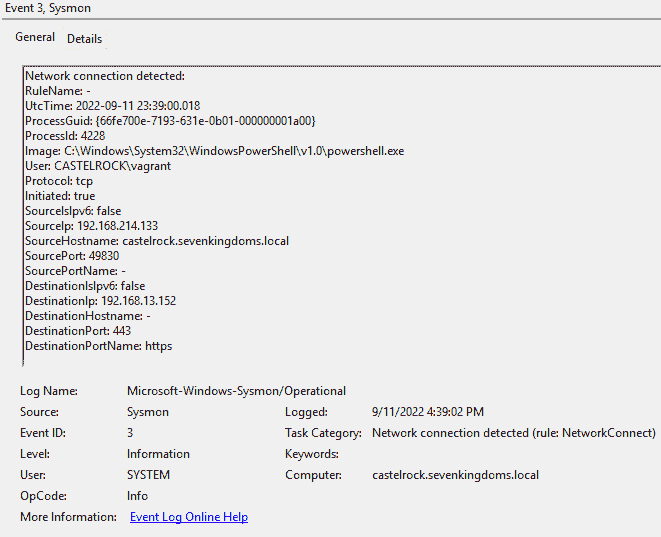 Event 3, Sysmon
General Details
Network connection detected:
RuleName: -
UtcTime: 2022-09-11 23:39:00.018
ProcessGuid: {66fe700e-7193-631e-0b01-000000001a00}
ProcessId: 4228
Image: C:\Windows\System32\WindowsPowerShell\v1.0\powershell.exe
User: CASTELROCK\vagrant
Protocol: tcp
Initiated: true
SourceIsIpv6: false
SourceIp: 192.168.214.133
SourceHostname: castelrock.sevenkingdoms.local
SourcePort: 49830
SourcePortName: -
DestinationIsIpv6: false
DestinationIp: 192.168.13.152
DestinationHostname: -
DestinationPort: 443
DestinationPortName: https
Log Name: Microsoft-Windows-Sysmon/Operational
Source: Sysmon Logged: 9/11/2022 4:39:02 PM
Event ID: 3 Task Category: Network connection detected (rule: NetworkConnect)
Level: Information Keywords:
User: SYSTEM Computer: castelrock.sevenkingdoms.local
OpCode: Info
More Information: Event Log Online Help